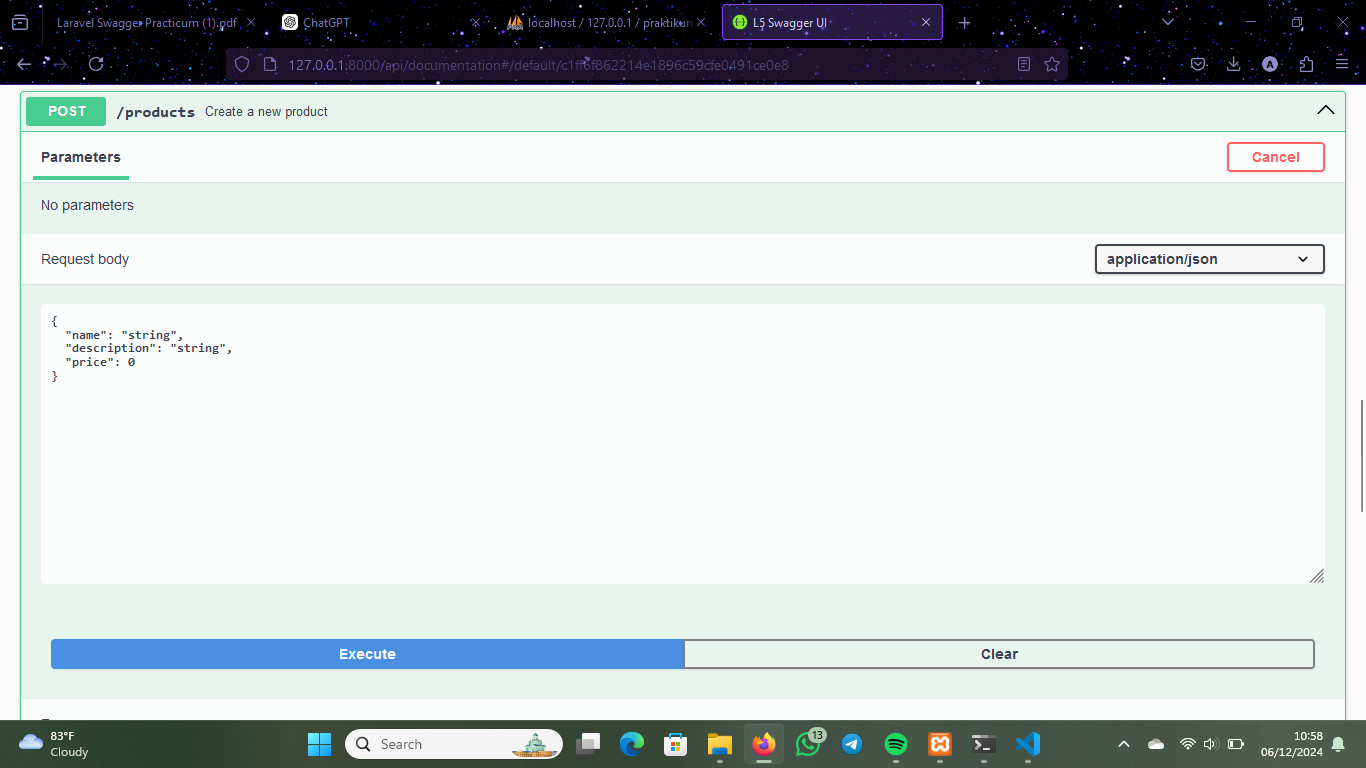 Laravel Swagger Practicum (1).pdf
ChatGPT
localhost / 127.0.0.1 / praktikum
L5 Swagger UI
127.0.0.1:8000/api/documentation#/default/c1ff6f862214e1896c59cfe0491ce0e8
A
POST /products Create a new product
Parameters
Cancel
No parameters
Request body
application/json
{
"name": "string",
"description": "string",
"price": 0
}
Execute
Clear
83°F
Cloudy
Search
13
10:58
06/12/2024